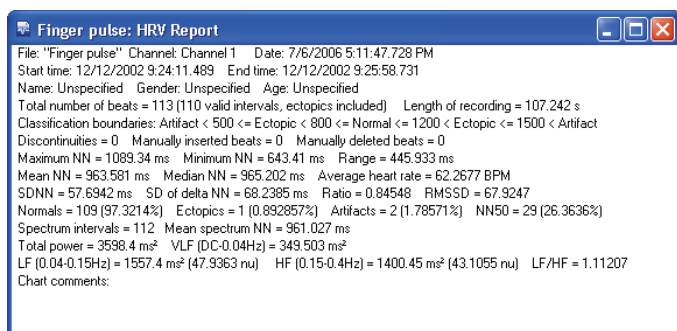 Finger pulse: HRV Report
File: "Finger pulse" Channel: Channel 1 Date: 7/6/2006 5:11:47.728 PM
Start time: 12/12/2002 9:24:11.489 End time: 12/12/2002 9:25:58.731
Name: Unspecified Gender: Unspecified Age: Unspecified
Total number of beats = 113 (110 valid intervals, ectopics included) Length of recording = 107.242 s
Classification boundaries: Artifact < 500 <= Ectopic < 800 <= Normal <= 1200 < Ectopic <= 1500 < Artifact
Discontinuities = 0 Manually inserted beats = 0 Manually deleted beats = 0
Maximum NN = 1089.34 ms Minimum NN = 643.41 ms Range = 445.933 ms
Mean NN = 963.581 ms Median NN = 965.202 ms Average heart rate = 62.2677 BPM
SDNN = 57.6942 ms SD of delta NN = 68.2385 ms Ratio = 0.84548 RMSSD = 67.9247
Normals = 109 (97.3214%) Ectopics = 1 (0.892857%) Artifacts = 2 (1.78571%) NN50 = 29 (26.3636%)
Spectrum intervals = 112 Mean spectrum NN = 961.027 ms
Total power = 3598.4 ms² VLF (DC-0.04Hz) = 349.503 ms²
LF (0.04-0.15Hz) = 1557.4 ms² (47.9363 nu) HF (0.15-0.4Hz) = 1400.45 ms² (43.1055 nu) LF/HF = 1.11207
Chart comments: